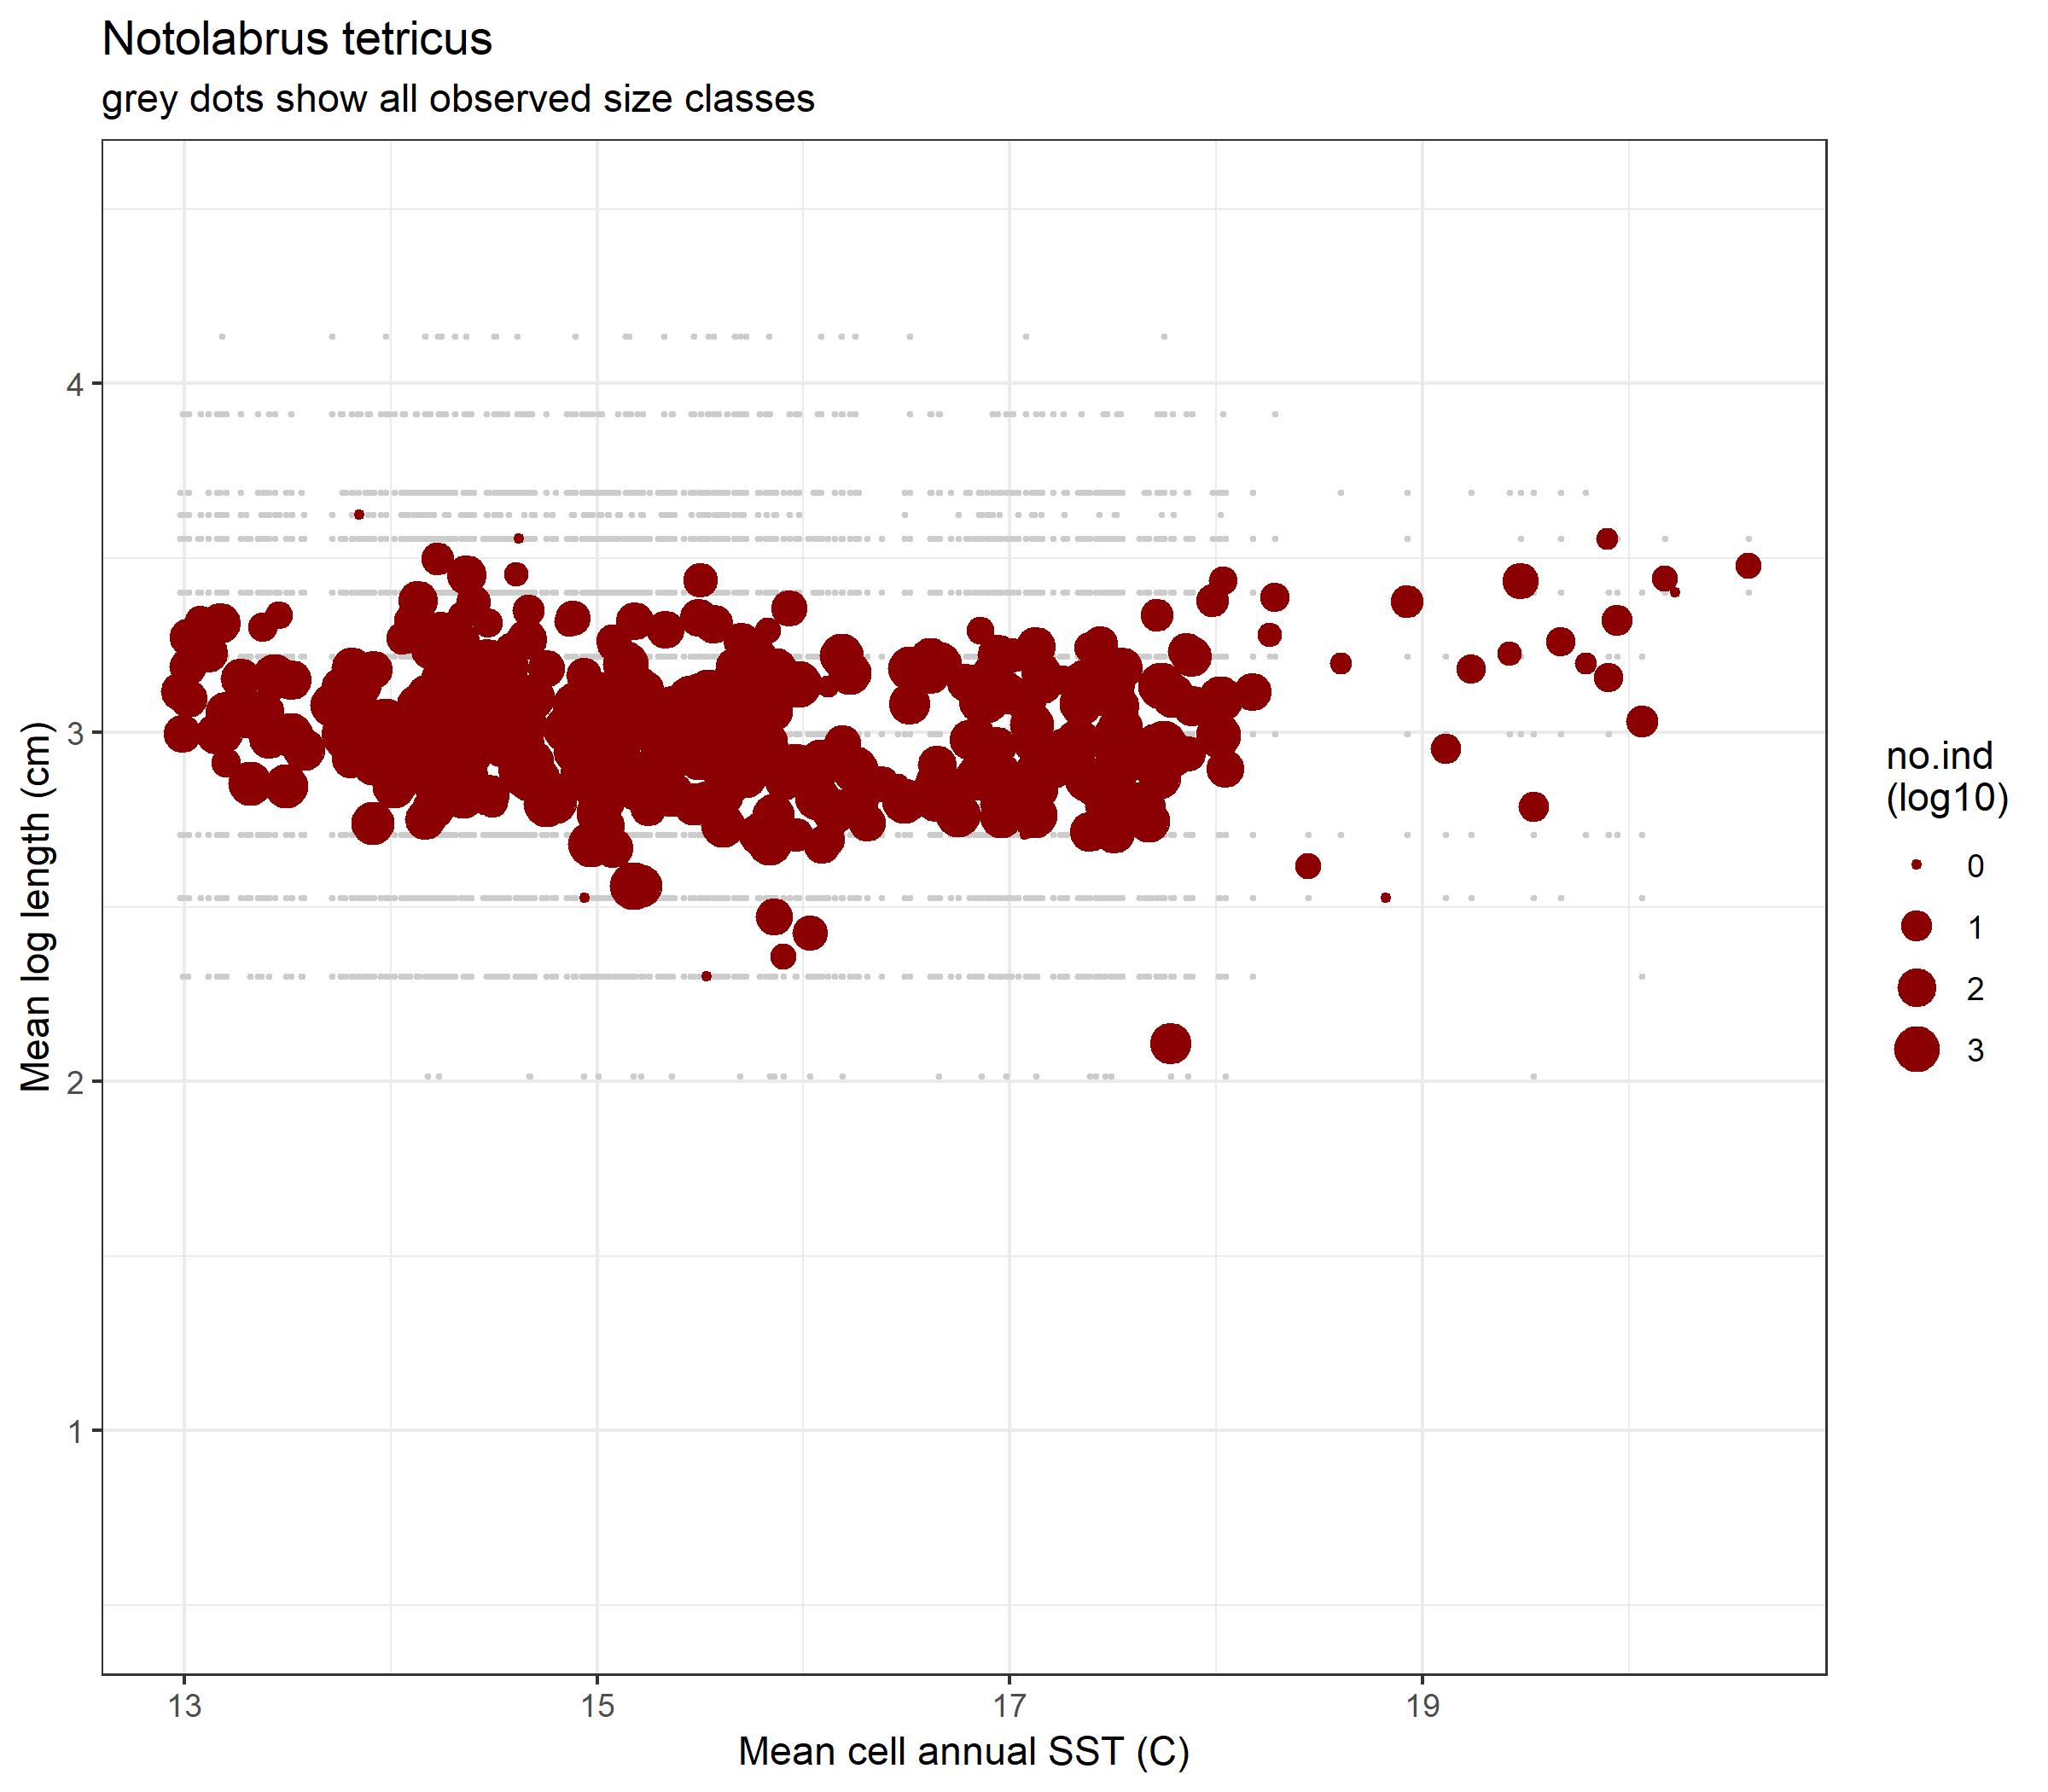 Notolabrus tetricus
grey dots show all observed size classes
Mean log length (cm)
4
3
2
1
13 15 17 19
Mean cell annual SST (C)
no.ind
(log10)
0
1
2
3